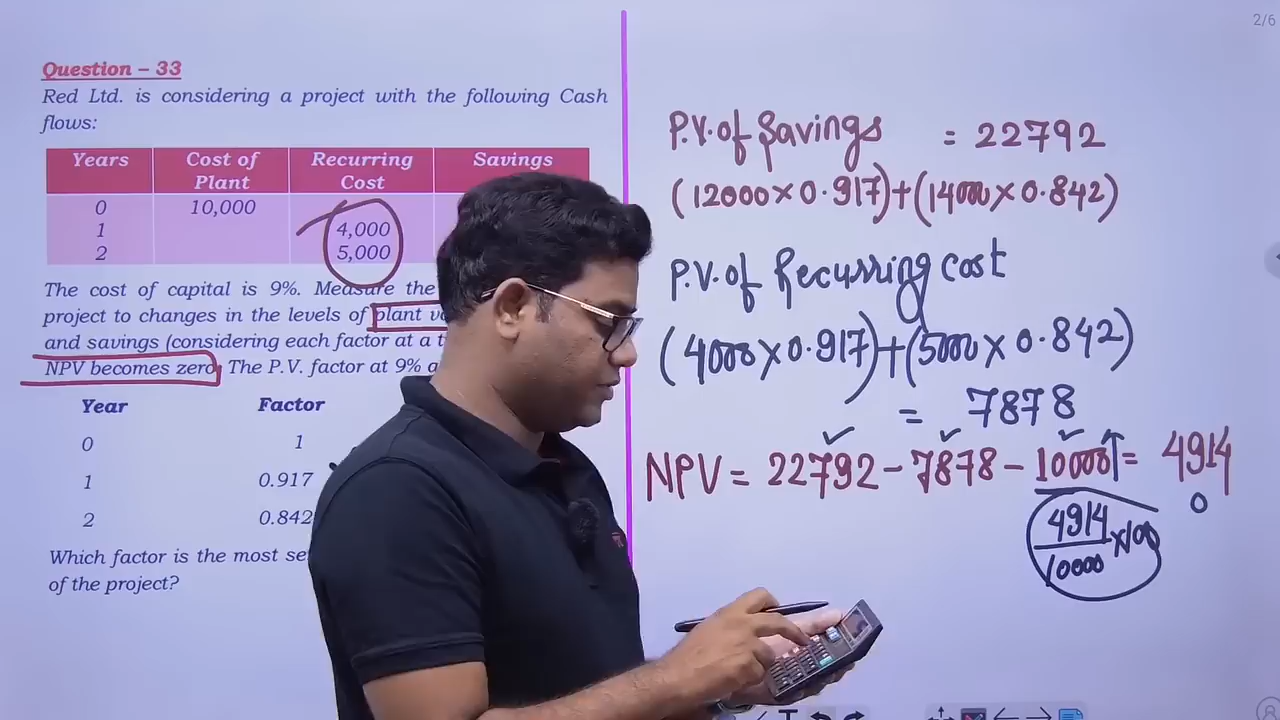 2/6
Question – 33
Red Ltd. is considering a project with the following Cash
flows:
Years Cost of Plant Recurring Cost Savings
0 10,000
1 4,000
2 5,000
The cost of capital is 9%. Measure the
project to changes in the levels of plant
and savings (considering each factor at a
NPV becomes zero. The P.V. factor at 9%
Year Factor
0 1
1 0.917
2 0.842
Which factor is the most
of the project?
P.V. of Savings = 22792
(12000×0.917)+(14000×0.842)
P.V. of Recurring cost
(4000×0.917)+(5000×0.842)
= 7878
NPV = 22792-7878-10000↑= 4914
0
4914/10000 ×100